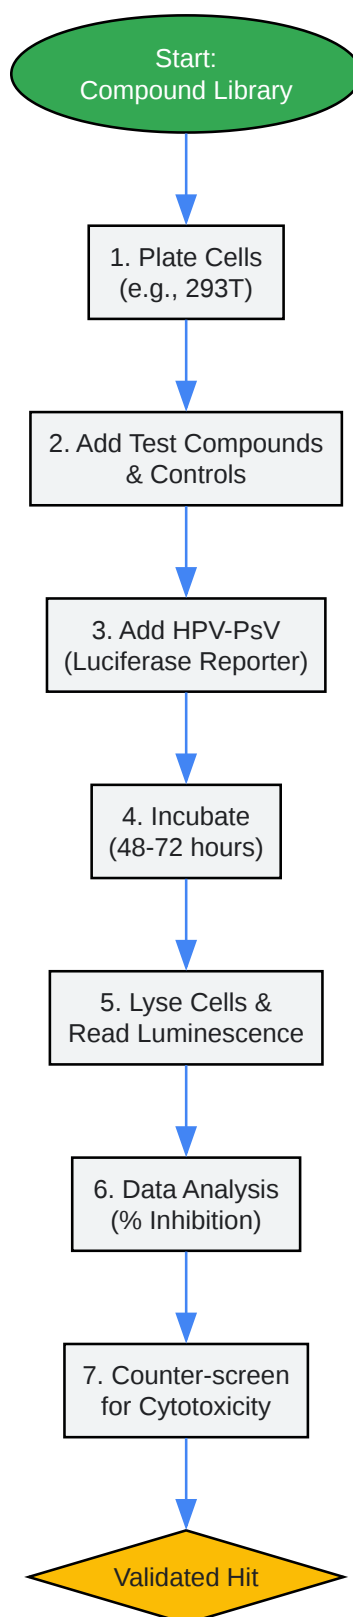 Start:
Compound Library
1. Plate Cells
(e.g., 293T)
2. Add Test Compounds
& Controls
3. Add HPV-PsV
(Luciferase Reporter)
4. Incubate
(48-72 hours)
5. Lyse Cells &
Read Luminescence
6. Data Analysis
(% Inhibition)
7. Counter-screen
for Cytotoxicity
Validated Hit